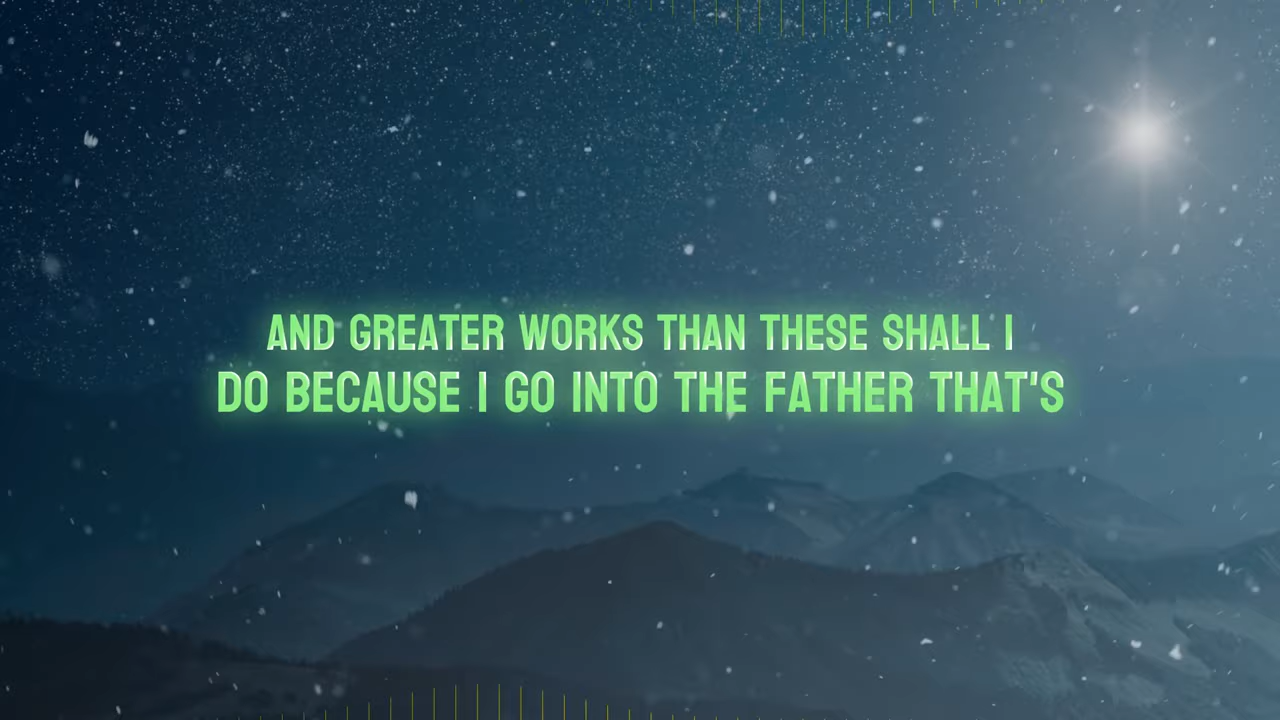 AND GREATER WORKS THAN THESE SHALL I
DO BECAUSE I GO INTO THE FATHER THAT'S